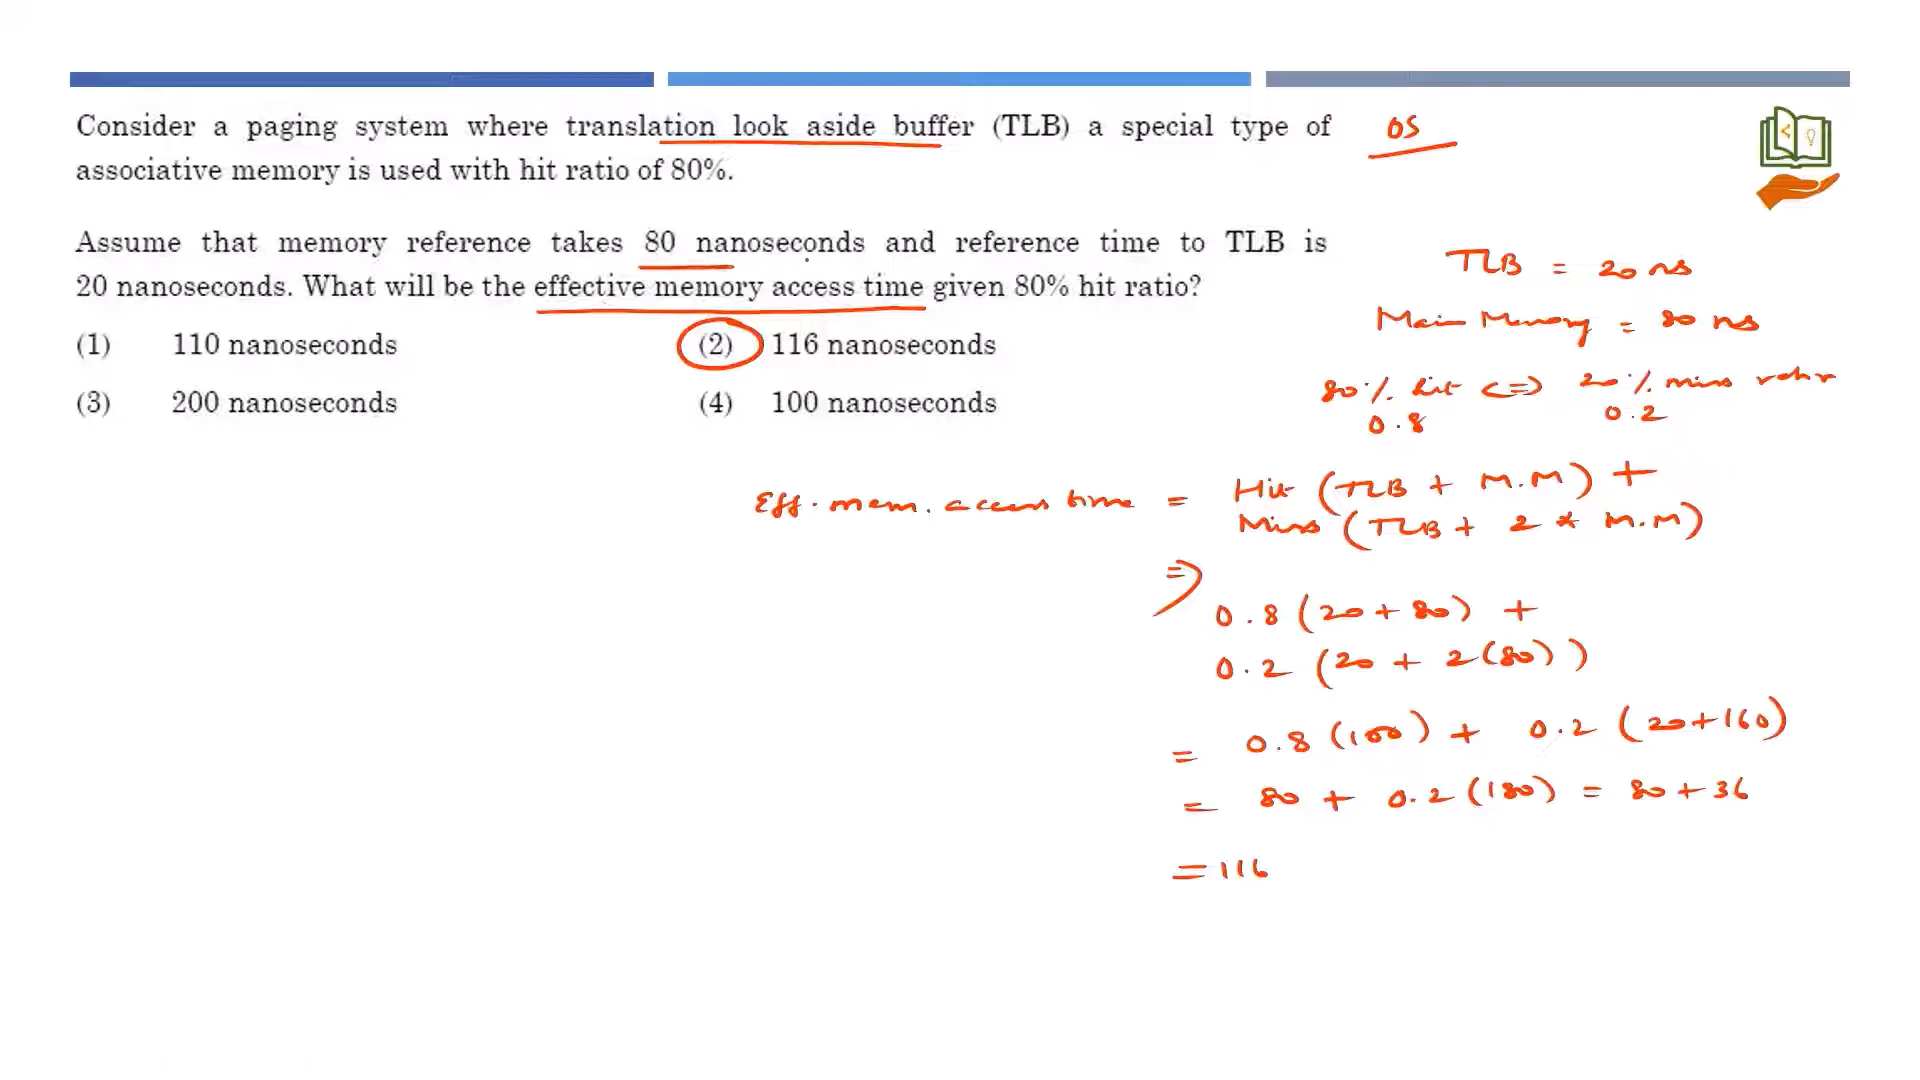 Consider a paging system where translation look aside buffer (TLB) a special type of
associative memory is used with hit ratio of 80%.
OS
Assume that memory reference takes 80 nanoseconds and reference time to TLB is
20 nanoseconds. What will be the effective memory access time given 80% hit ratio?
(1) 110 nanoseconds
(2) 116 nanoseconds
(3) 200 nanoseconds
(4) 100 nanoseconds
TLB = 20 ns
Main Memory = 80 ns
80% hit <=> 20% miss
0.8 0.2
Eff. mem. access time = Hit (TLB + M.M) +
Miss (TLB + 2 * M.M)
=> 0.8 (20 + 80) +
0.2 (20 + 2(80))
= 0.8 (100) + 0.2 (20+160)
= 80 + 0.2 (180) = 80 + 36
= 116